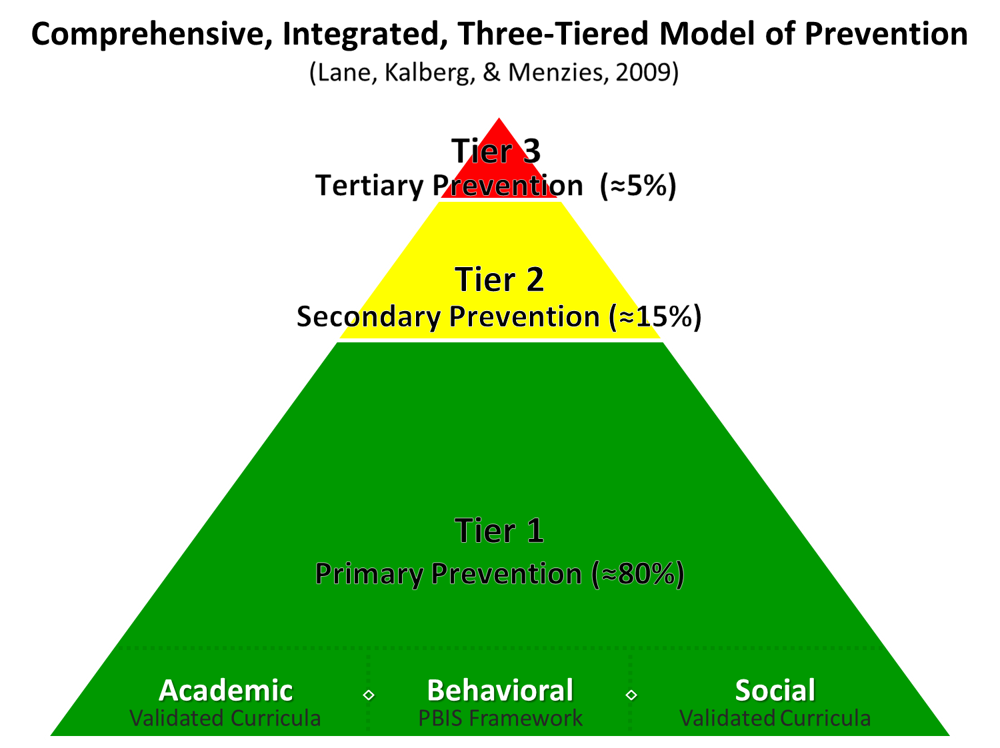 Comprehensive, Integrated, Three-Tiered Model of Prevention
(Lane, Kalberg, & Menzies, 2009)
Tier 3
Tertiary Prevention (≈5%)
Tier 2
Secondary Prevention (≈15%)
Tier 1
Primary Prevention (≈80%)
Academic ◇ Behavioral ◇ Social
Validated Curricula PBIS Framework Validated Curricula